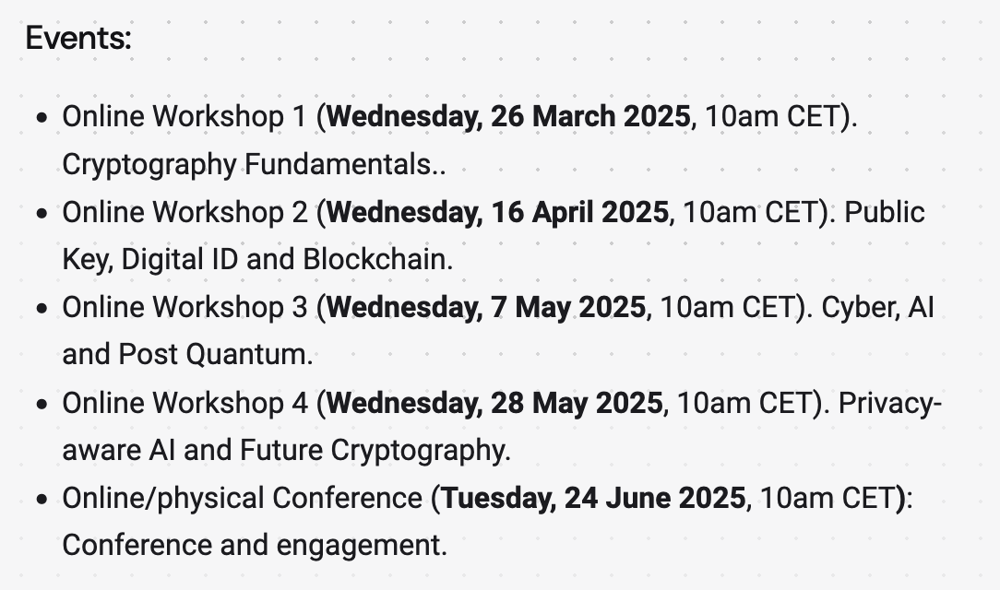 Events:
• Online Workshop 1 (Wednesday, 26 March 2025, 10am CET).
Cryptography Fundamentals..
• Online Workshop 2 (Wednesday, 16 April 2025, 10am CET). Public
Key, Digital ID and Blockchain.
• Online Workshop 3 (Wednesday, 7 May 2025, 10am CET). Cyber, AI
and Post Quantum.
• Online Workshop 4 (Wednesday, 28 May 2025, 10am CET). Privacy-
aware AI and Future Cryptography.
• Online/physical Conference (Tuesday, 24 June 2025, 10am CET):
Conference and engagement.